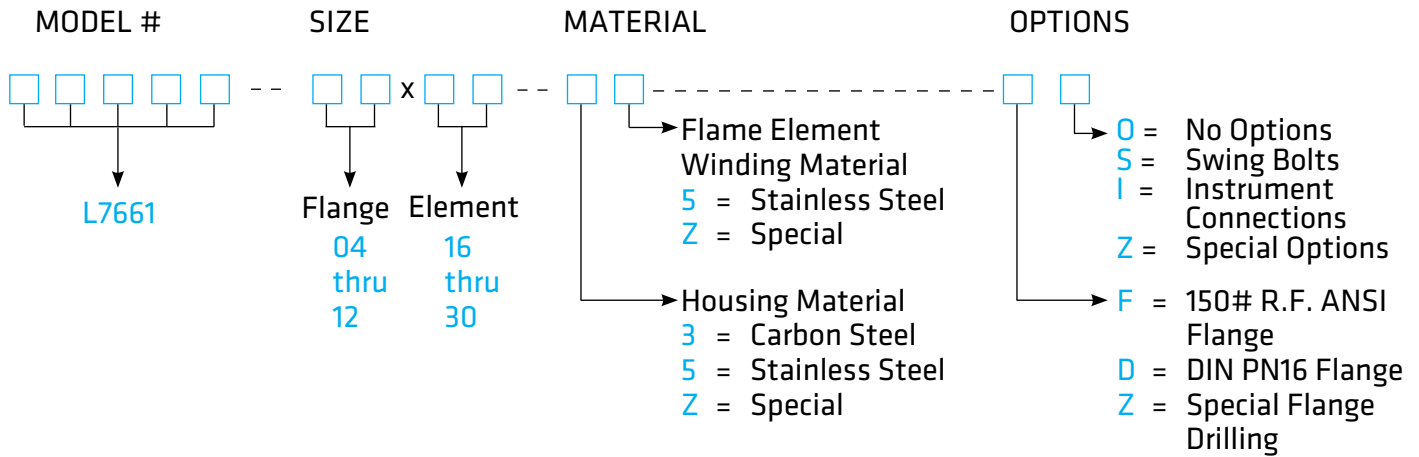 MODEL # SIZE MATERIAL OPTIONS
x
L7661
Flange Element
04 16
thru thru
12 30
Flame Element
Winding Material
5 = Stainless Steel
Z = Special
Housing Material
3 = Carbon Steel
5 = Stainless Steel
Z = Special
O = No Options
S = Swing Bolts
I = Instrument
Connections
Z = Special Options
F = 150# R.F. ANSI
Flange
D = DIN PN16 Flange
Z = Special Flange
Drilling